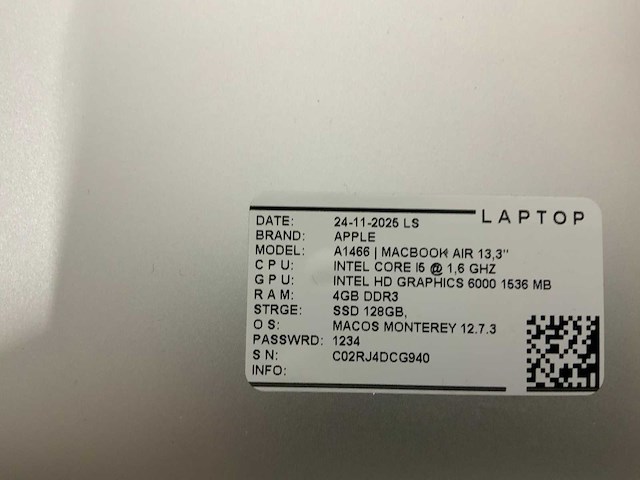 LAPTOP
DATE: 24-11-2025 LS
BRAND: APPLE
MODEL: A1466 | MACBOOK AIR 13,3"
CPU: INTEL CORE I5 @ 1,6 GHZ
GPU: INTEL HD GRAPHICS 6000 1536 MB
RAM: 4GB DDR3
STRGE: SSD 128GB,
OS: MACOS MONTEREY 12.7.3
PASSWRD: 1234
SN: C02RJ4DCG940
INFO: